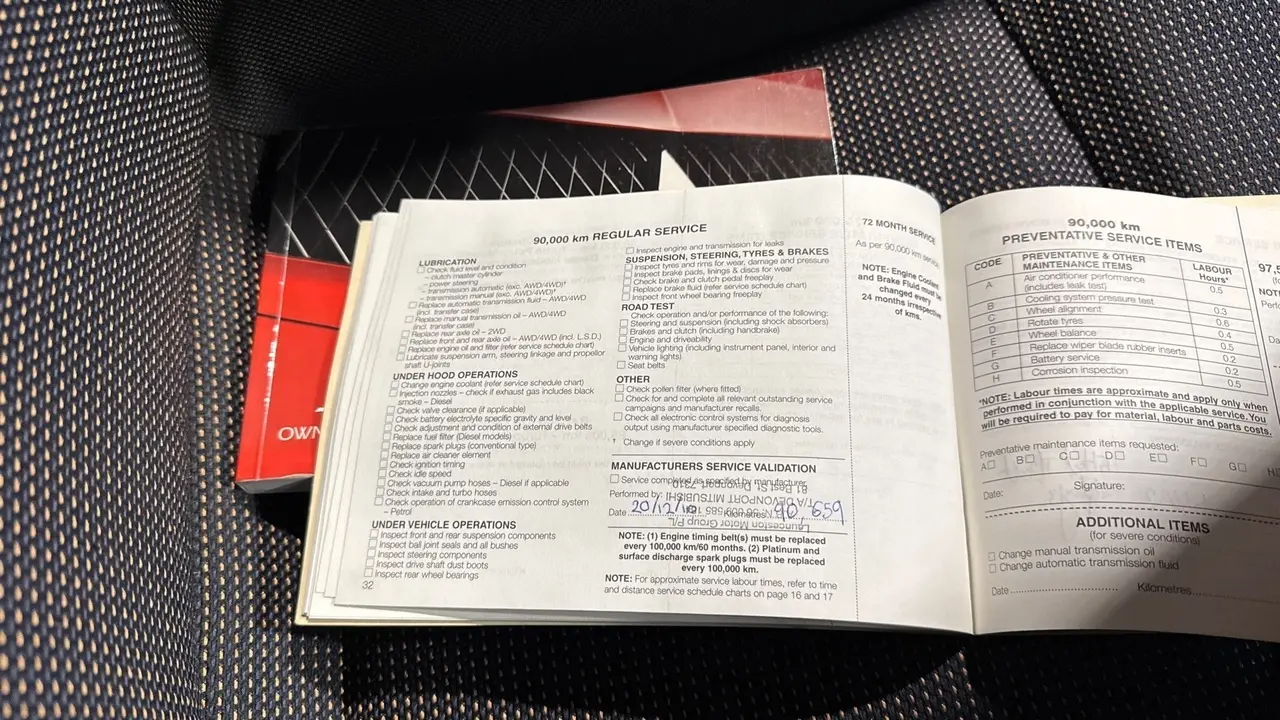 OWN
90,000 km REGULAR SERVICE
LUBRICATION
Check fluid level and condition
– clutch master cylinder
– power steering
– transmission automatic (exc. AWD/4WD)†
– transmission manual (exc. AWD/4WD)†
Replace automatic transmission fluid – AWD/4WD
(incl. transfer case)
Replace manual transmission oil – AWD/4WD
(incl. transfer case)
Replace rear axle oil – 2WD
Replace front and rear axle oil – AWD/4WD (incl. L.S.D.)
Replace engine oil and filter (refer service schedule chart)
Lubricate suspension arm, steering linkage and propellor
shaft U-joints
UNDER HOOD OPERATIONS
Change engine coolant (refer service schedule chart)
Injection nozzles – check if exhaust gas includes black
smoke – Diesel
Check valve clearance (if applicable)
Check battery electrolyte specific gravity and level
Check adjustment and condition of external drive belts
Replace fuel filter (Diesel models)
Replace spark plugs (conventional type)
Replace air cleaner element
Check ignition timing
Check idle speed
Check vacuum pump hoses – Diesel if applicable
Check intake and turbo hoses
Check operation of crankcase emission control system
– Petrol
UNDER VEHICLE OPERATIONS
Inspect front and rear suspension components
Inspect ball joint seals and all bushes
Inspect steering components
Inspect drive shaft dust boots
Inspect rear wheel bearings
32
Inspect engine and transmission for leaks
SUSPENSION, STEERING, TYRES & BRAKES
Inspect tyres and rims for wear, damage and pressure
Inspect brake pads, linings & discs for wear
Check brake and clutch pedal freeplay
Replace brake fluid (refer service schedule chart)
Inspect front wheel bearing freeplay
ROAD TEST
Check operation and/or performance of the following:
Steering and suspension (including shock absorbers)
Brakes and clutch (including handbrake)
Engine and driveability
Vehicle lighting (including instrument panel, interior and
warning lights)
Seat belts
OTHER
Check pollen filter (where fitted)
Check for and complete all relevant outstanding service
campaigns and manufacturer recalls.
Check all electronic control systems for diagnosis
output using manufacturer specified diagnostic tools.
† Change if severe conditions apply
MANUFACTURERS SERVICE VALIDATION
Service completed as specified by manufacturer
Performed by:
Date 20/12/10 Kilometres 90,659
Launceston Motor Group P/L
T/A DEVONPORT MITSUBISHI
81 Best St, Devonport 7310
NOTE: (1) Engine timing belt(s) must be replaced
every 100,000 km/60 months. (2) Platinum and
surface discharge spark plugs must be replaced
every 100,000 km.
NOTE: For approximate service labour times, refer to time
and distance service schedule charts on page 16 and 17
72 MONTH SERVICE
As per 90,000 km service
NOTE: Engine Coolant
and Brake Fluid must be
changed every
24 months irrespective
of kms.
90,000 km
PREVENTATIVE SERVICE ITEMS
CODE PREVENTATIVE & OTHER MAINTENANCE ITEMS LABOUR Hours*
A Air conditioner performance (includes leak test) 0.5
B Cooling system pressure test 0.3
C Wheel alignment 0.6
D Rotate tyres 0.4
E Wheel balance 0.5
F Replace wiper blade rubber inserts 0.2
G Battery service 0.2
H Corrosion inspection 0.5
*NOTE: Labour times are approximate and apply only when
performed in conjunction with the applicable service. You
will be required to pay for material, labour and parts costs.
Preventative maintenance items requested:
A B C D E F G H
Date: Signature:
ADDITIONAL ITEMS
(for severe conditions)
Change manual transmission oil
Change automatic transmission fluid
Date Kilometres
97,5